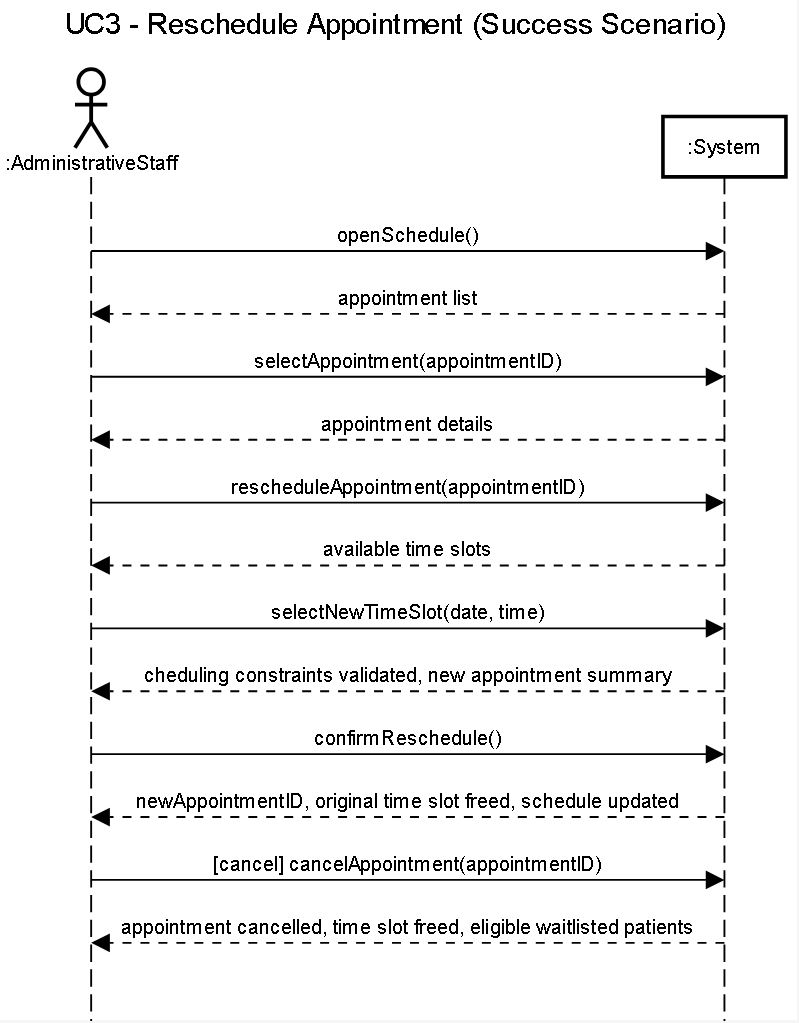 UC3 - Reschedule Appointment (Success Scenario)
:AdministrativeStaff
:System
openSchedule()
appointment list
selectAppointment(appointmentID)
appointment details
rescheduleAppointment(appointmentID)
available time slots
selectNewTimeSlot(date, time)
cheduling constraints validated, new appointment summary
confirmReschedule()
newAppointmentID, original time slot freed, schedule updated
[cancel] cancelAppointment(appointmentID)
appointment cancelled, time slot freed, eligible waitlisted patients